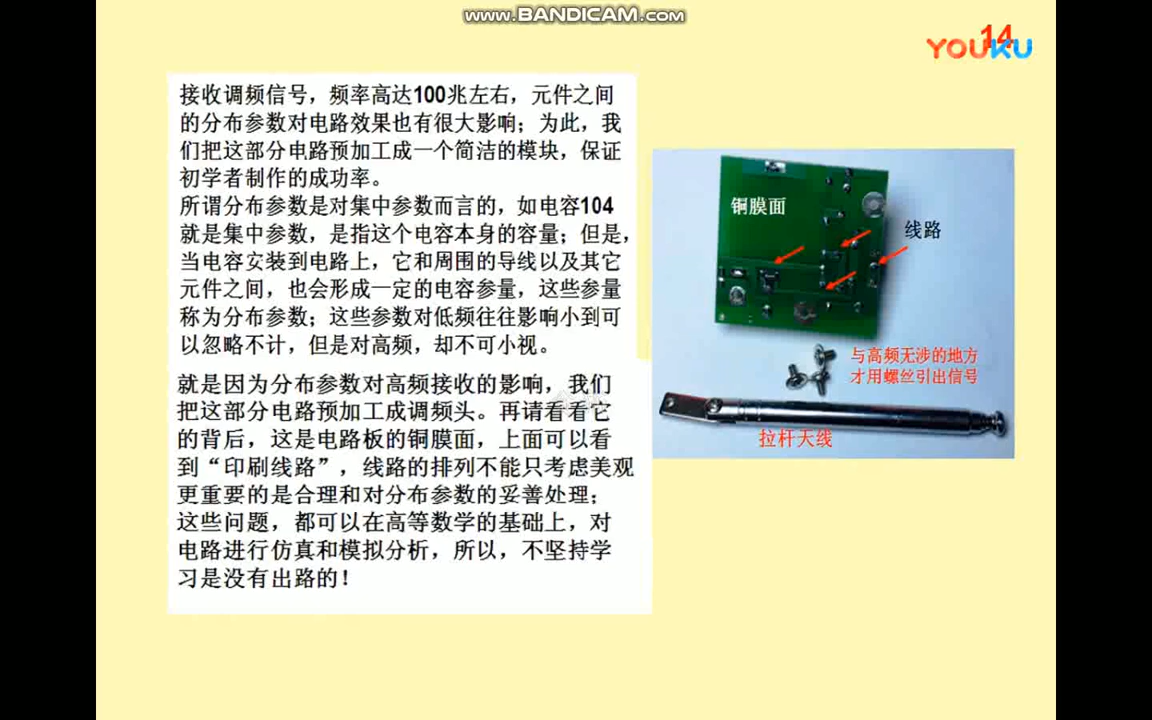 www.BANDICAM.com
14
YOUKU
接收调频信号，频率高达100兆左右，元件之间
的分布参数对电路效果也有很大影响；为此，我
们把这部分电路预加工成一个简洁的模块，保证
初学者制作的成功率。
所谓分布参数是对集中参数而言的，如电容104
就是集中参数，是指这个电容本身的容量；但是，
当电容安装到电路上，它和周围的导线以及其它
元件之间，也会形成一定的电容参量，这些参量
称为分布参数；这些参数对低频往往影响小到可
以忽略不计，但是对高频，却不可小视。
就是因为分布参数对高频接收的影响，我们
把这部分电路预加工成调频头。再请看看它
的背后，这是电路板的铜膜面，上面可以看
到“印刷线路”，线路的排列不能只考虑美观
更重要的是合理和对分布参数的妥善处理；
这些问题，都可以在高等数学的基础上，对
电路进行仿真和模拟分析，所以，不坚持学
习是没有出路的！
铜膜面
线路
与高频无涉的地方
才用螺丝引出信号
拉杆天线